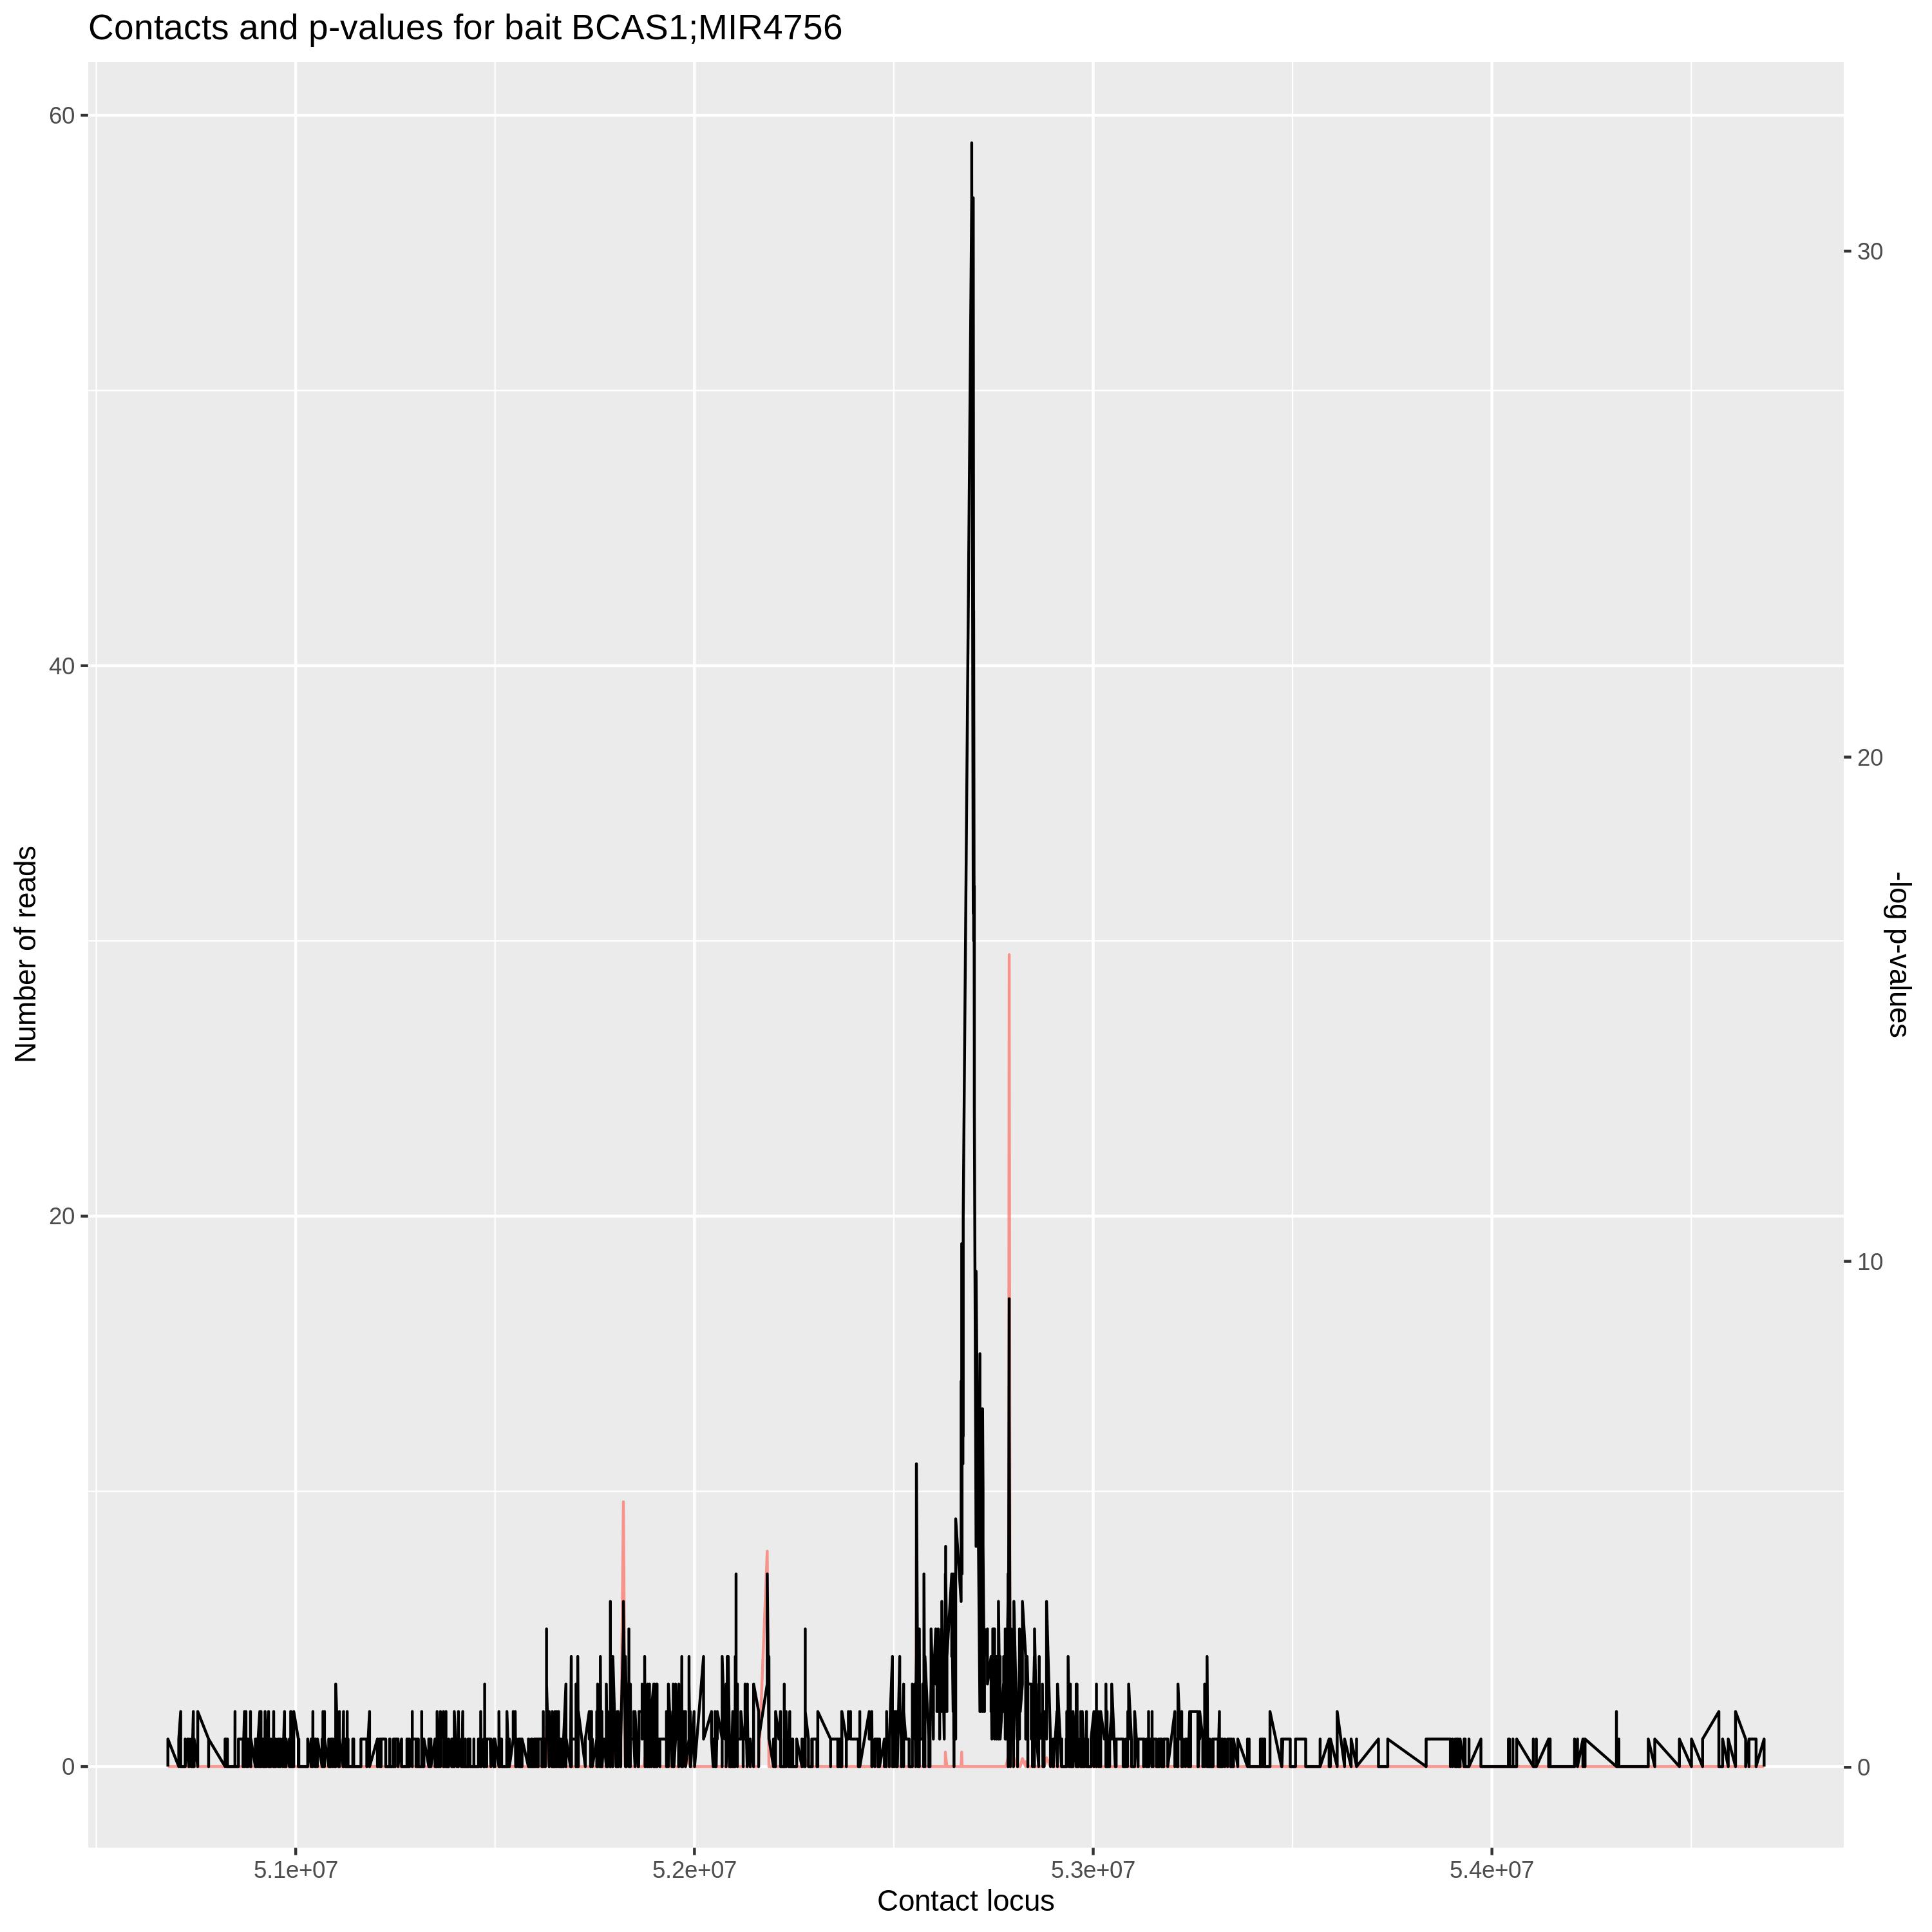 Contacts and p-values for bait BCAS1;MIR4756
60
40
20
0
Number of reads
30
20
10
0
-log p-values
5.1e+07
5.2e+07
5.3e+07
5.4e+07
Contact locus